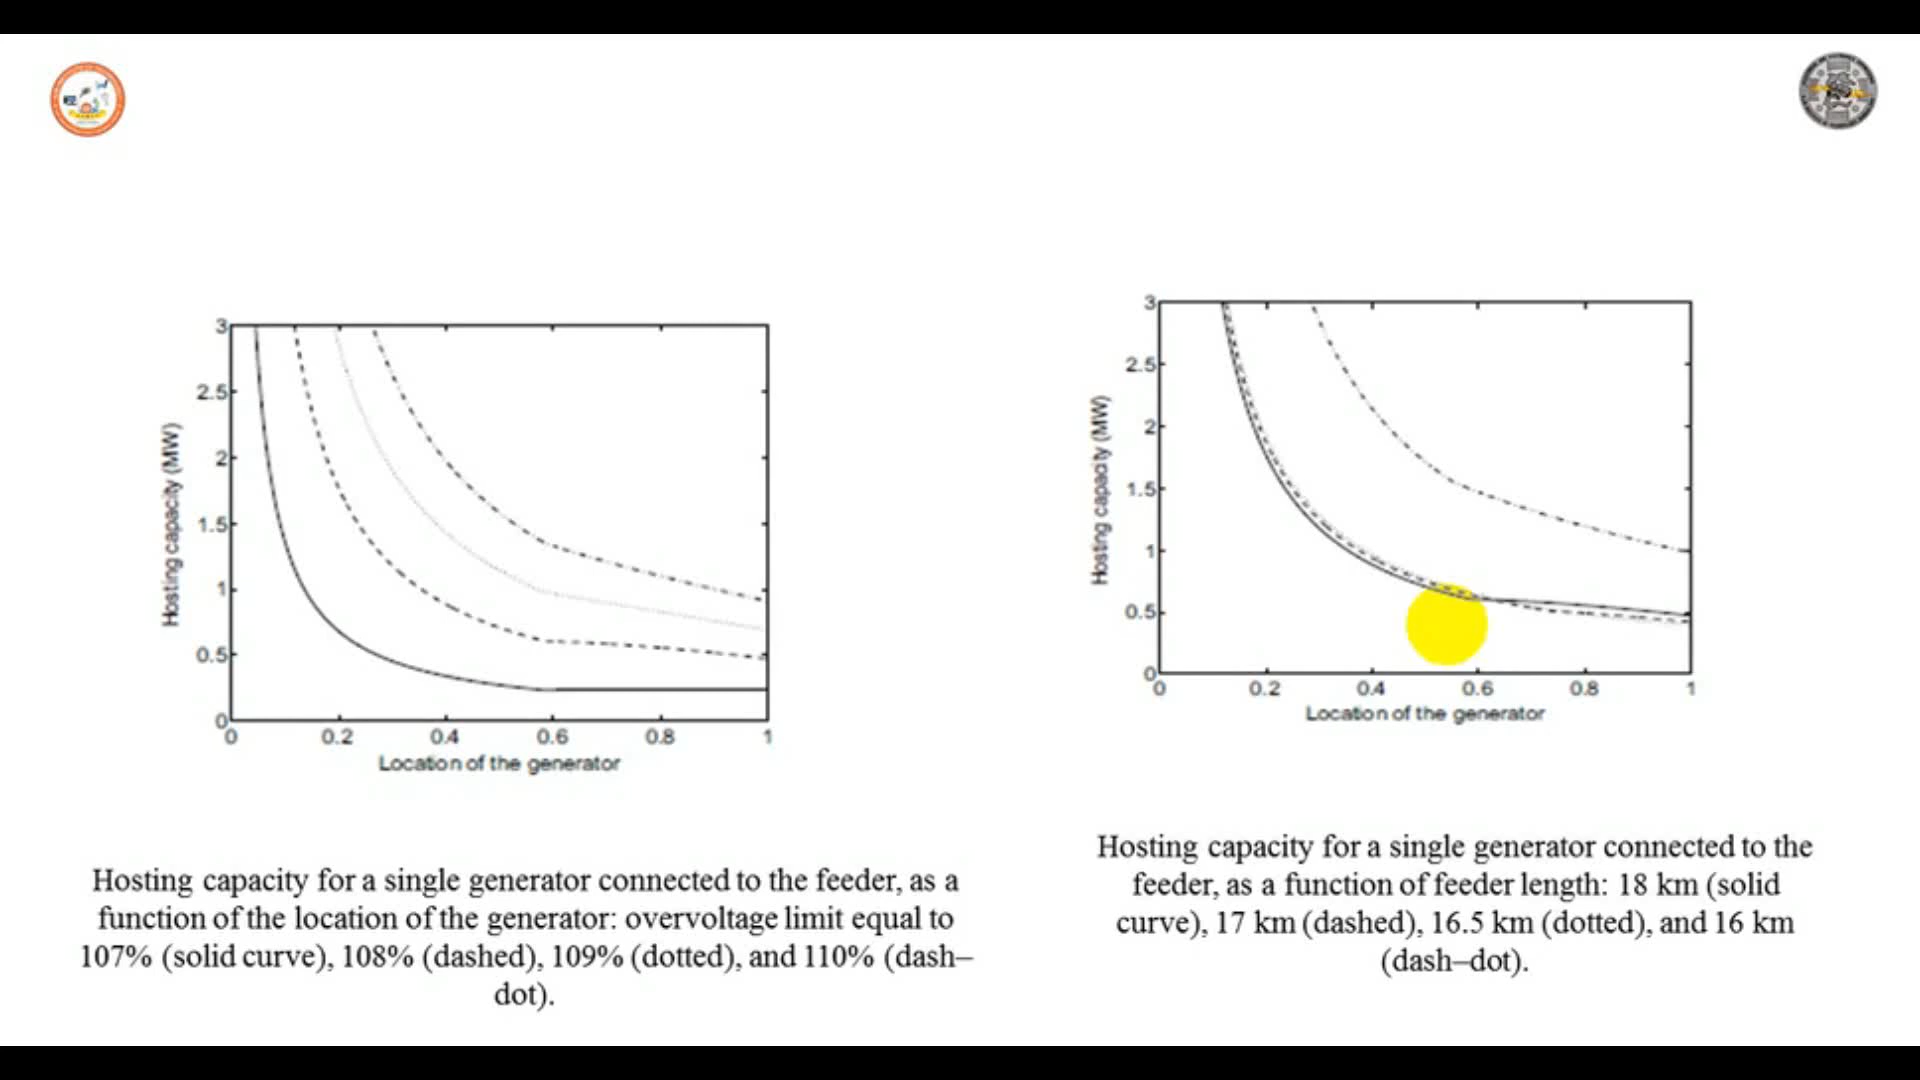 3
2.5
2
1.5
1
0.5
0
Hosting capacity (MW)
0 0.2 0.4 0.6 0.8 1
Location of the generator
Hosting capacity for a single generator connected to the feeder, as a
function of the location of the generator: overvoltage limit equal to
107% (solid curve), 108% (dashed), 109% (dotted), and 110% (dash–
dot).
3
2.5
2
1.5
1
0.5
0
Hosting capacity (MW)
0 0.2 0.4 0.6 0.8 1
Location of the generator
Hosting capacity for a single generator connected to the
feeder, as a function of feeder length: 18 km (solid
curve), 17 km (dashed), 16.5 km (dotted), and 16 km
(dash–dot).